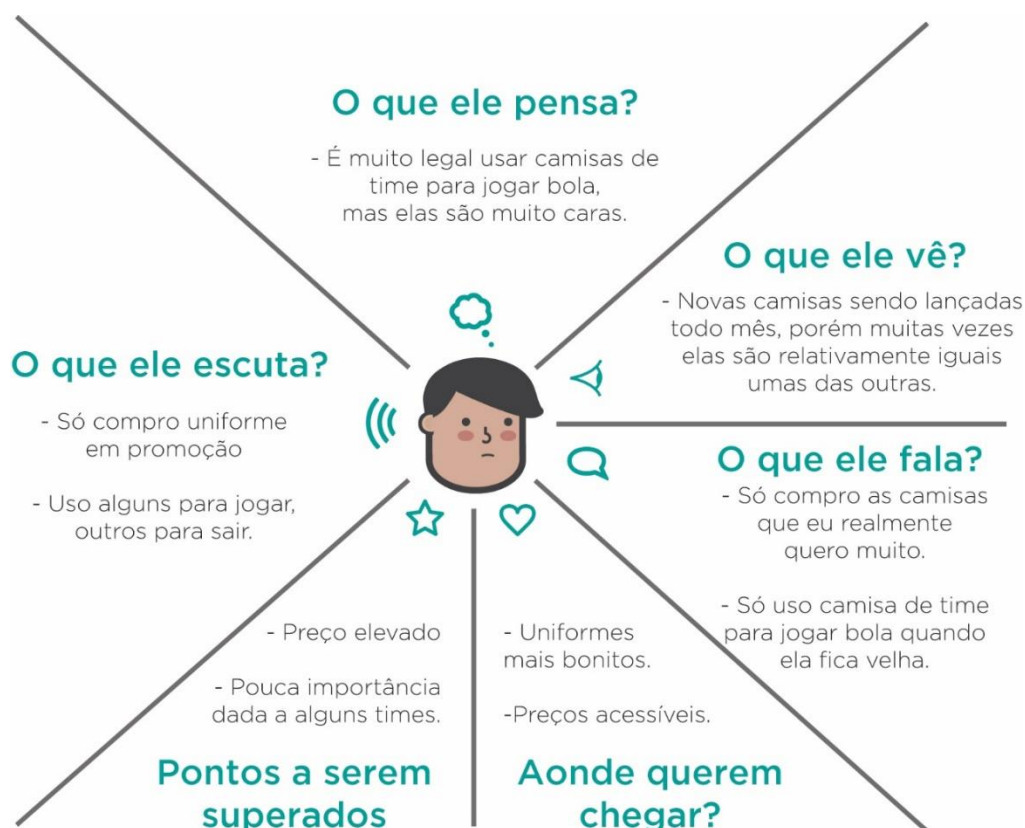 O que ele pensa?
- É muito legal usar camisas de
time para jogar bola,
mas elas são muito caras.
O que ele vê?
- Novas camisas sendo lançadas
todo mês, porém muitas vezes
elas são relativamente iguais
umas das outras.
O que ele escuta?
- Só compro uniforme
em promoção
- Uso alguns para jogar,
outros para sair.
O que ele fala?
- Só compro as camisas
que eu realmente
quero muito.
- Só uso camisa de time
para jogar bola quando
ela fica velha.
- Preço elevado
- Pouca importância
dada a alguns times.
Pontos a serem
superados
- Uniformes
mais bonitos.
-Preços acessíveis.
Aonde querem
chegar?